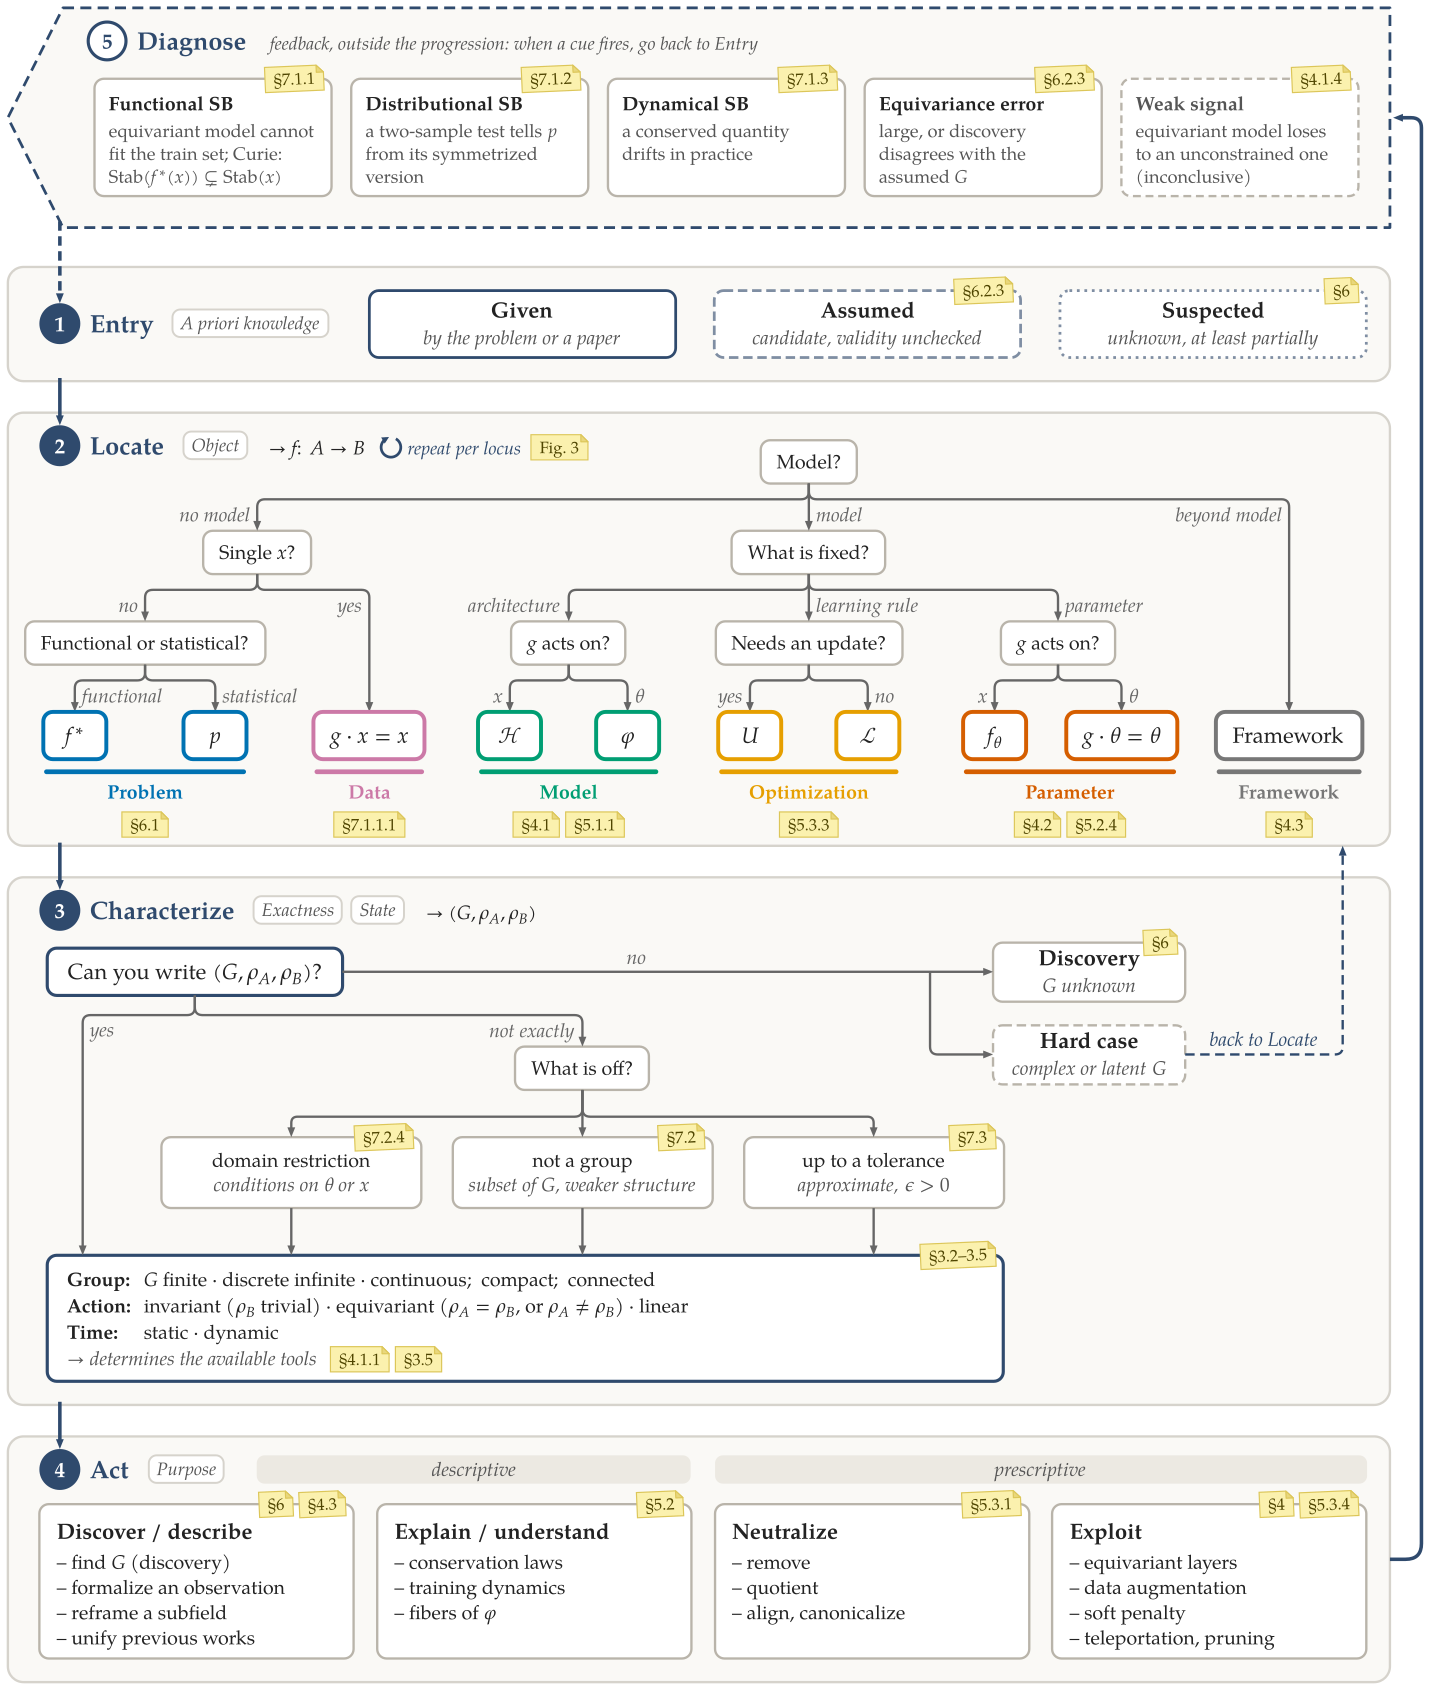 5 Diagnose feedback, outside the progression: when a cue fires, go back to Entry
§7.1.1
Functional SB
equivariant model cannot
fit the train set; Curie:
Stab(f*(x)) ⊊ Stab(x)
§7.1.2
Distributional SB
a two-sample test tells p
from its symmetrized
version
§7.1.3
Dynamical SB
a conserved quantity
drifts in practice
§6.2.3
Equivariance error
large, or discovery
disagrees with the
assumed G
§4.1.4
Weak signal
equivariant model loses
to an unconstrained one
(inconclusive)
1 Entry A priori knowledge
Given
by the problem or a paper
§6.2.3
Assumed
candidate, validity unchecked
§6
Suspected
unknown, at least partially
2 Locate Object → f: A → B repeat per locus Fig. 3
Model?
no model
model
beyond model
Single x?
What is fixed?
no
yes
architecture
learning rule
parameter
Functional or statistical?
g acts on?
Needs an update?
g acts on?
functional
statistical
x
θ
yes
no
x
θ
f*
p
g · x = x
ℋ
φ
U
ℒ
f_θ
g · θ = θ
Framework
Problem
Data
Model
Optimization
Parameter
Framework
§6.1
§7.1.1.1
§4.1 §5.1.1
§5.3.3
§4.2 §5.2.4
§4.3
3 Characterize Exactness State → (G, ρ_A, ρ_B)
Can you write (G, ρ_A, ρ_B)?
no
§6
Discovery
G unknown
yes
not exactly
Hard case
complex or latent G
back to Locate
What is off?
§7.2.4
domain restriction
conditions on θ or x
§7.2
not a group
subset of G, weaker structure
§7.3
up to a tolerance
approximate, ϵ > 0
§3.2–3.5
Group: G finite · discrete infinite · continuous; compact; connected
Action: invariant (ρ_B trivial) · equivariant (ρ_A = ρ_B, or ρ_A ≠ ρ_B) · linear
Time: static · dynamic
→ determines the available tools §4.1.1 §3.5
4 Act Purpose
descriptive
prescriptive
§6 §4.3
Discover / describe
– find G (discovery)
– formalize an observation
– reframe a subfield
– unify previous works
§5.2
Explain / understand
– conservation laws
– training dynamics
– fibers of φ
§5.3.1
Neutralize
– remove
– quotient
– align, canonicalize
§4 §5.3.4
Exploit
– equivariant layers
– data augmentation
– soft penalty
– teleportation, pruning